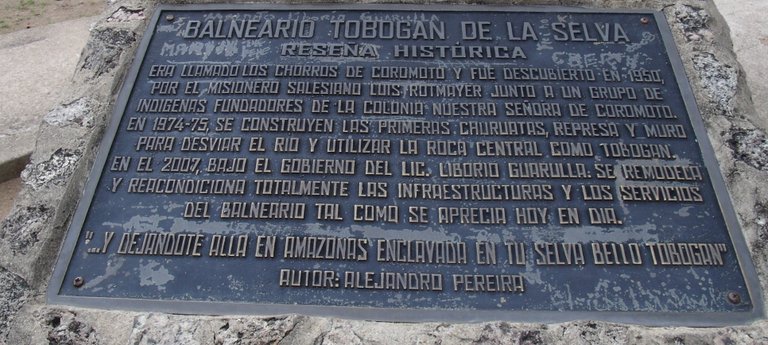 BALNEARIO TOBOGAN DE LA SELVA
RESEÑA HISTÓRICA
ERA LLAMADO LOS CHORROS DE COROMOTO Y FUE DESCUBIERTO EN 1950,
POR EL MISIONERO SALESIANO LUIS ROTMAYER JUNTO A UN GRUPO DE
INDIGENAS FUNDADORES DE LA COLONIA NUESTRA SEÑORA DE COROMOTO.
EN 1974-75, SE CONSTRUYEN LAS PRIMERAS CHURUATAS, REPRESA Y MURO
PARA DESVIAR EL RIO Y UTILIZAR LA ROCA CENTRAL COMO TOBOGAN.
EN EL 2007, BAJO EL GOBIERNO DEL LIC. LIBORIO GUARULLA. SE REMODELA
Y REACONDICIONA TOTALMENTE LAS INFRAESTRUCTURAS Y LOS SERVICIOS
DEL BALNEARIO TAL COMO SE APRECIA HOY EN DIA.
"...Y DEJANDOTE ALLA EN AMAZONAS ENCLAVADA EN TU SELVA BELLO TOBOGAN"
AUTOR: ALEJANDRO PEREIRA